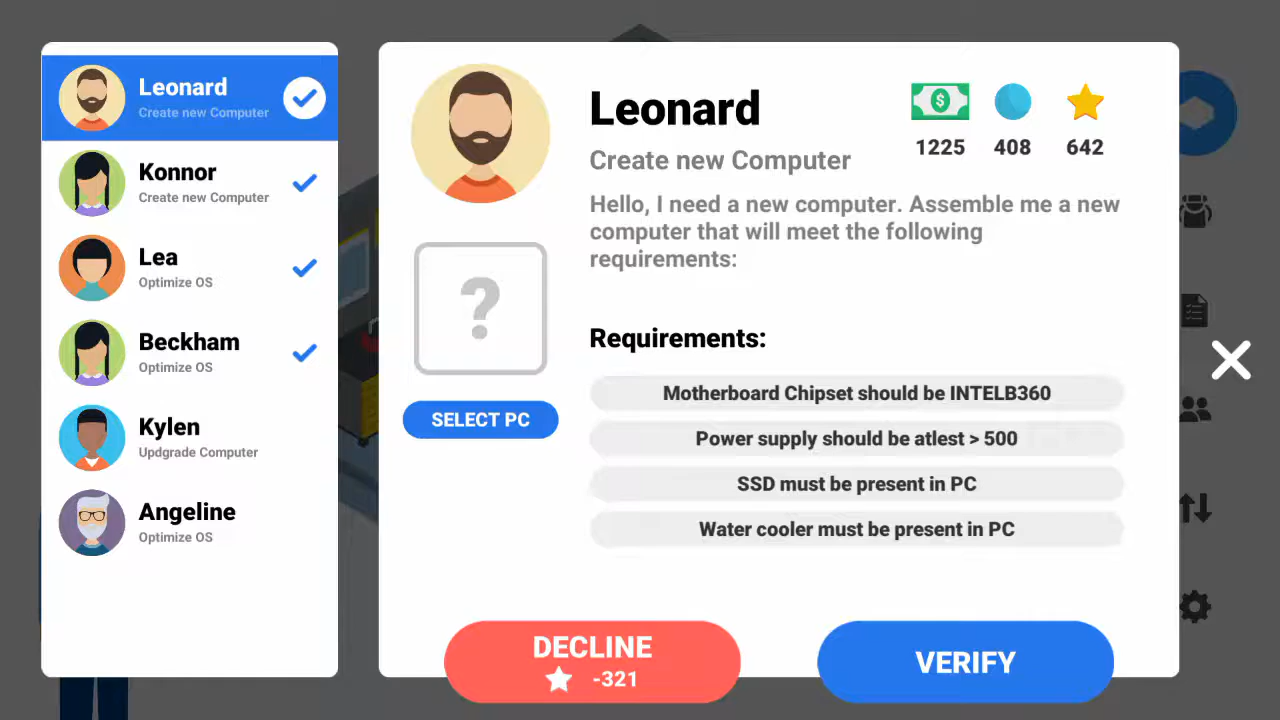 Leonard
Create new Computer
Konnor
Create new Computer
Lea
Optimize OS
Beckham
Optimize OS
Kylen
Updgrade Computer
Angeline
Optimize OS
?
SELECT PC
Leonard
Create new Computer
$
1225 408 642
Hello, I need a new computer. Assemble me a new
computer that will meet the following
requirements:
Requirements:
Motherboard Chipset should be INTELB360
Power supply should be atlest > 500
SSD must be present in PC
Water cooler must be present in PC
DECLINE
-321
VERIFY